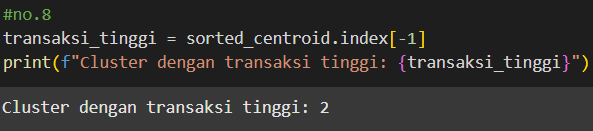 #no.8
transaksi_tinggi = sorted_centroid.index[-1]
print(f"Cluster dengan transaksi tinggi: {transaksi_tinggi}")
Cluster dengan transaksi tinggi: 2